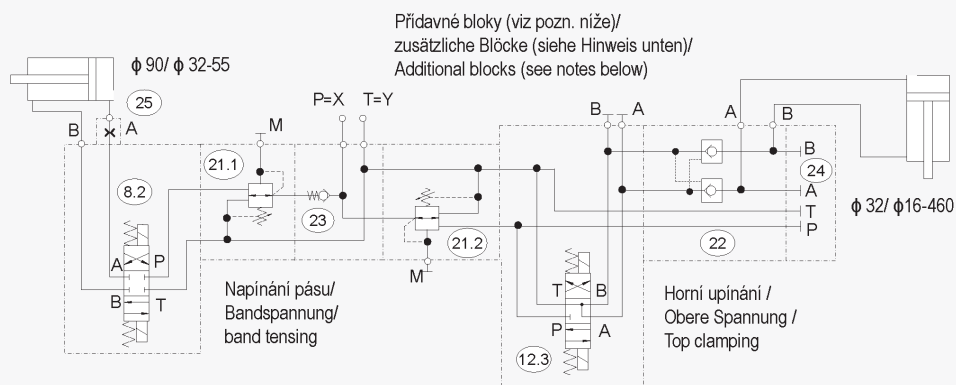 Přídavné bloky (viz pozn. níže)/
zusätzliche Blöcke (siehe Hinweis unten)/
Additional blocks (see notes below)
ϕ 90/ ϕ 32-55
25
B
A
P=X
T=Y
M
B
A
A
B
21.1
8.2
23
21.2
M
B
24
A
T
P
22
ϕ 32/ ϕ16-460
A
P
B
T
T
B
P
A
12.3
Napínání pásu/
Bandspannung/
band tensing
Horní upínání /
Obere Spannung /
Top clamping